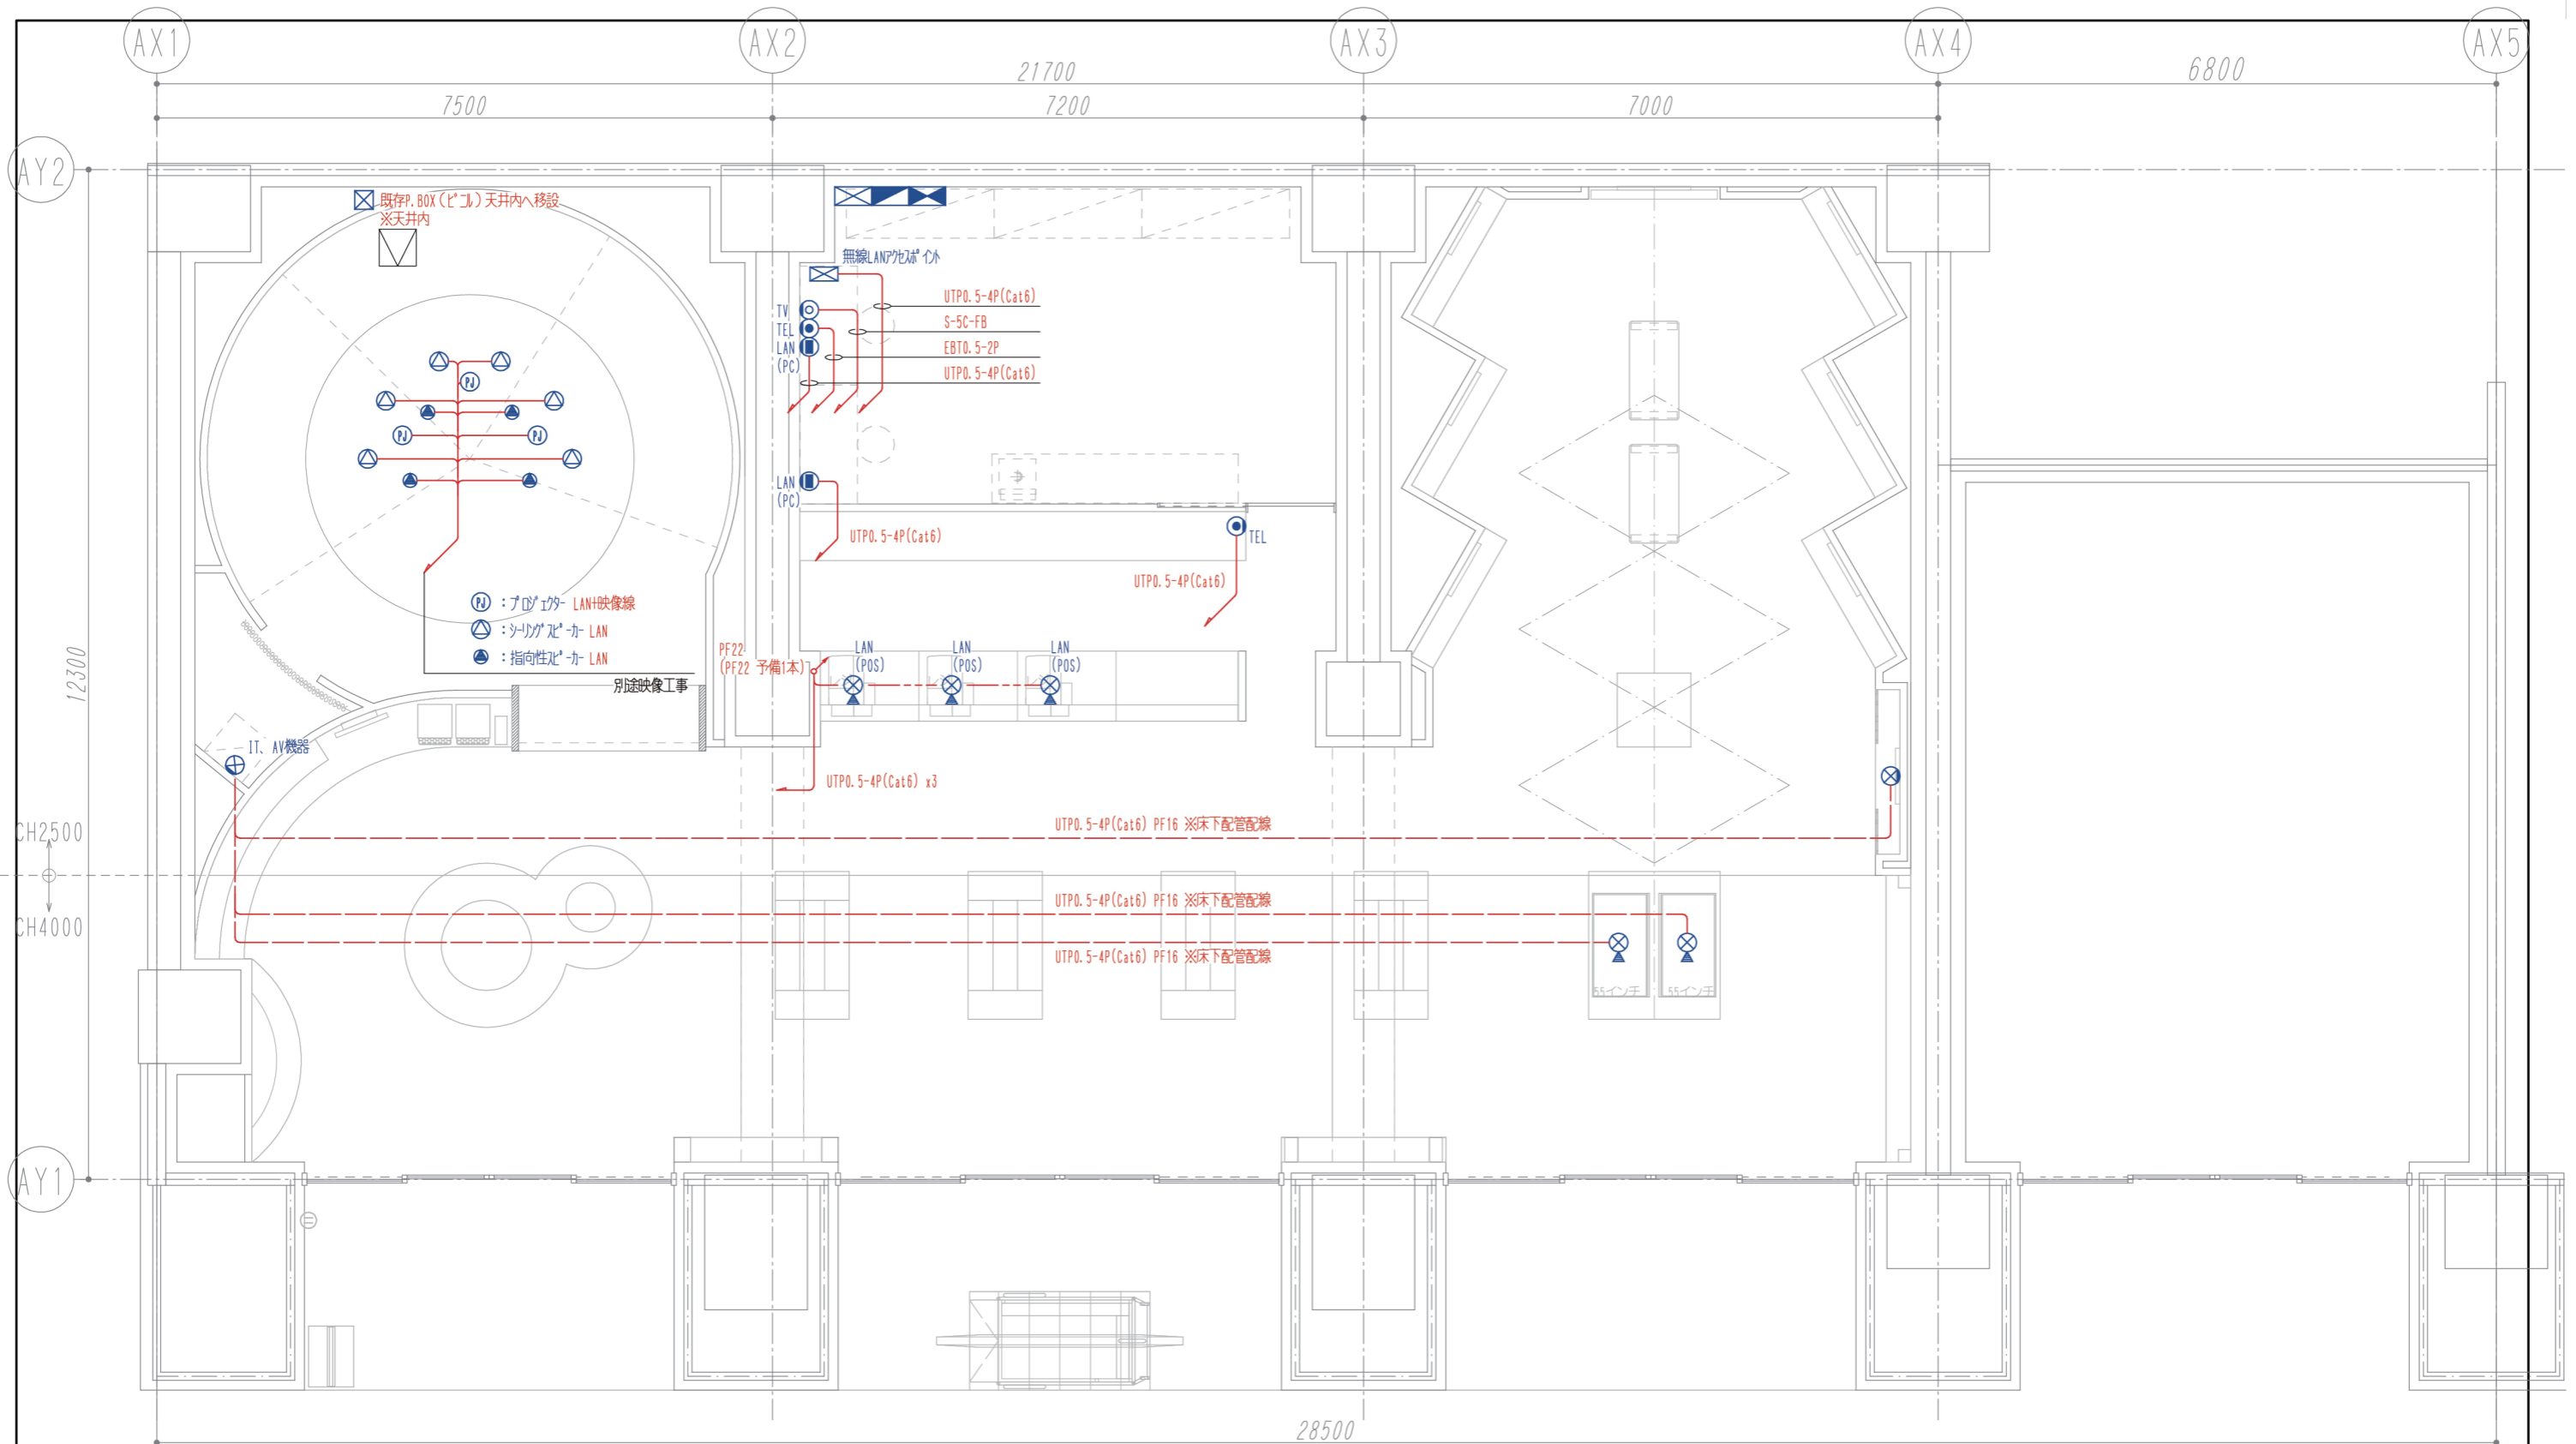 AX1
AX2
AX3
AX4
AX5
21700
6800
7500
7200
7000
AY2
既存P.BOX(ビニル)天井内へ移設
※天井内
無線LANアクセスポイント
UTP0.5-4P(Cat6)
TV
S-5C-FB
TEL
EBT0.5-2P
LAN
(PC)
UTP0.5-4P(Cat6)
PJ
PJ
PJ
LAN
(PC)
UTP0.5-4P(Cat6)
TEL
UTP0.5-4P(Cat6)
PJ :プロジェクター LAN+映像線
:シーリングスピーカー LAN
:指向性スピーカー LAN
別途映像工事
PF22
(PF22 予備1本)
LAN
(POS)
LAN
(POS)
LAN
(POS)
12300
IT、AV機器
UTP0.5-4P(Cat6) x3
UTP0.5-4P(Cat6) PF16 ※床下配管配線
CH2500
CH4000
UTP0.5-4P(Cat6) PF16 ※床下配管配線
UTP0.5-4P(Cat6) PF16 ※床下配管配線
55インチ
55インチ
AY1
28500